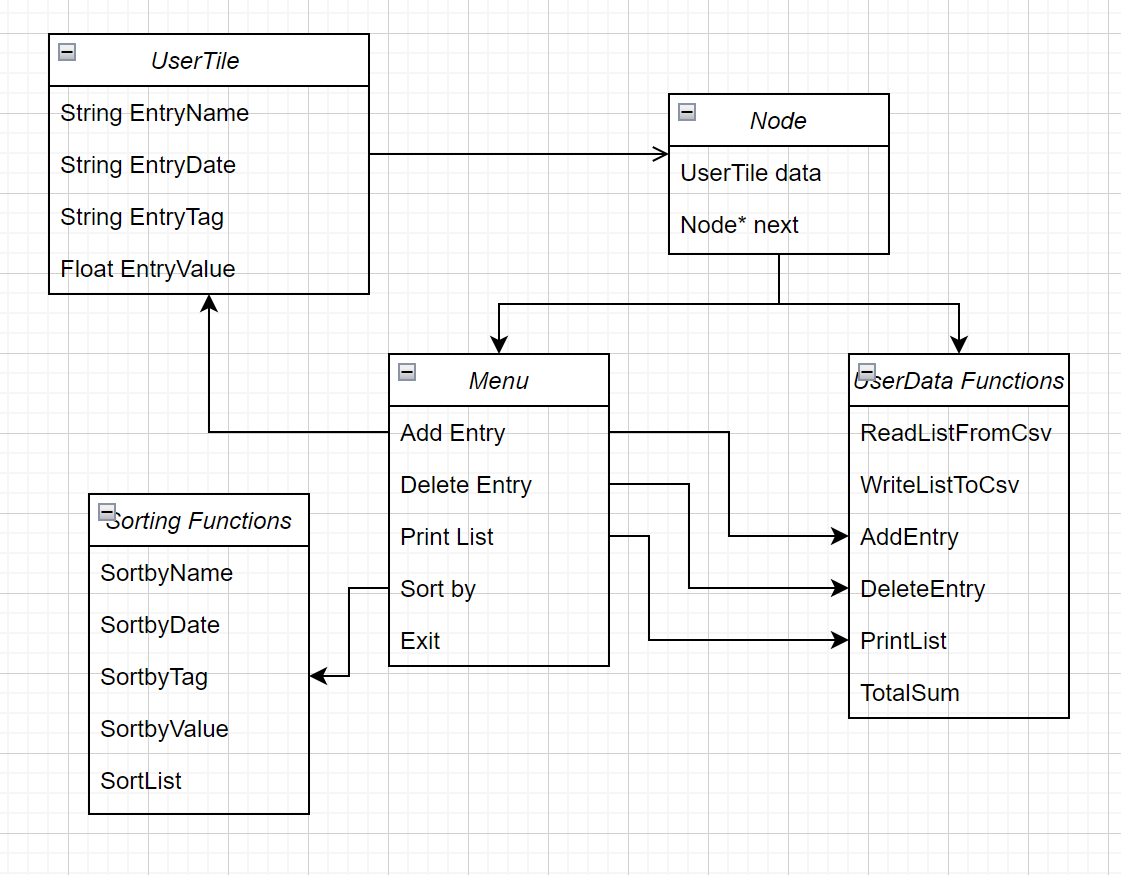 UserTile
String EntryName
String EntryDate
String EntryTag
Float EntryValue
Node
UserTile data
Node* next
Menu
Add Entry
Delete Entry
Print List
Sort by
Exit
UserData Functions
ReadListFromCsv
WriteListToCsv
AddEntry
DeleteEntry
PrintList
TotalSum
Sorting Functions
SortbyName
SortbyDate
SortbyTag
SortbyValue
SortList